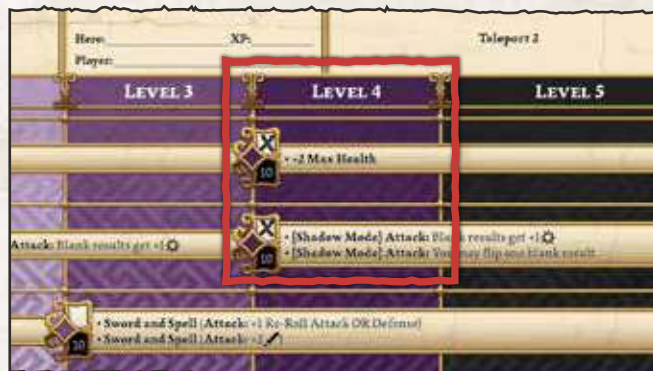 Hero: XP: Teleport 2
Player:
LEVEL 3 LEVEL 4 LEVEL 5
X
• -2 Max Health
10
X
Attack: Blank results get +1 • [Shadow Mode] Attack: Blank results get +1
10 • [Shadow Mode] Attack: You may flip one blank result
• Sword and Spell (Attack: +1 Re-Roll Attack OR Defense)
10 • Sword and Spell (Attack: +2